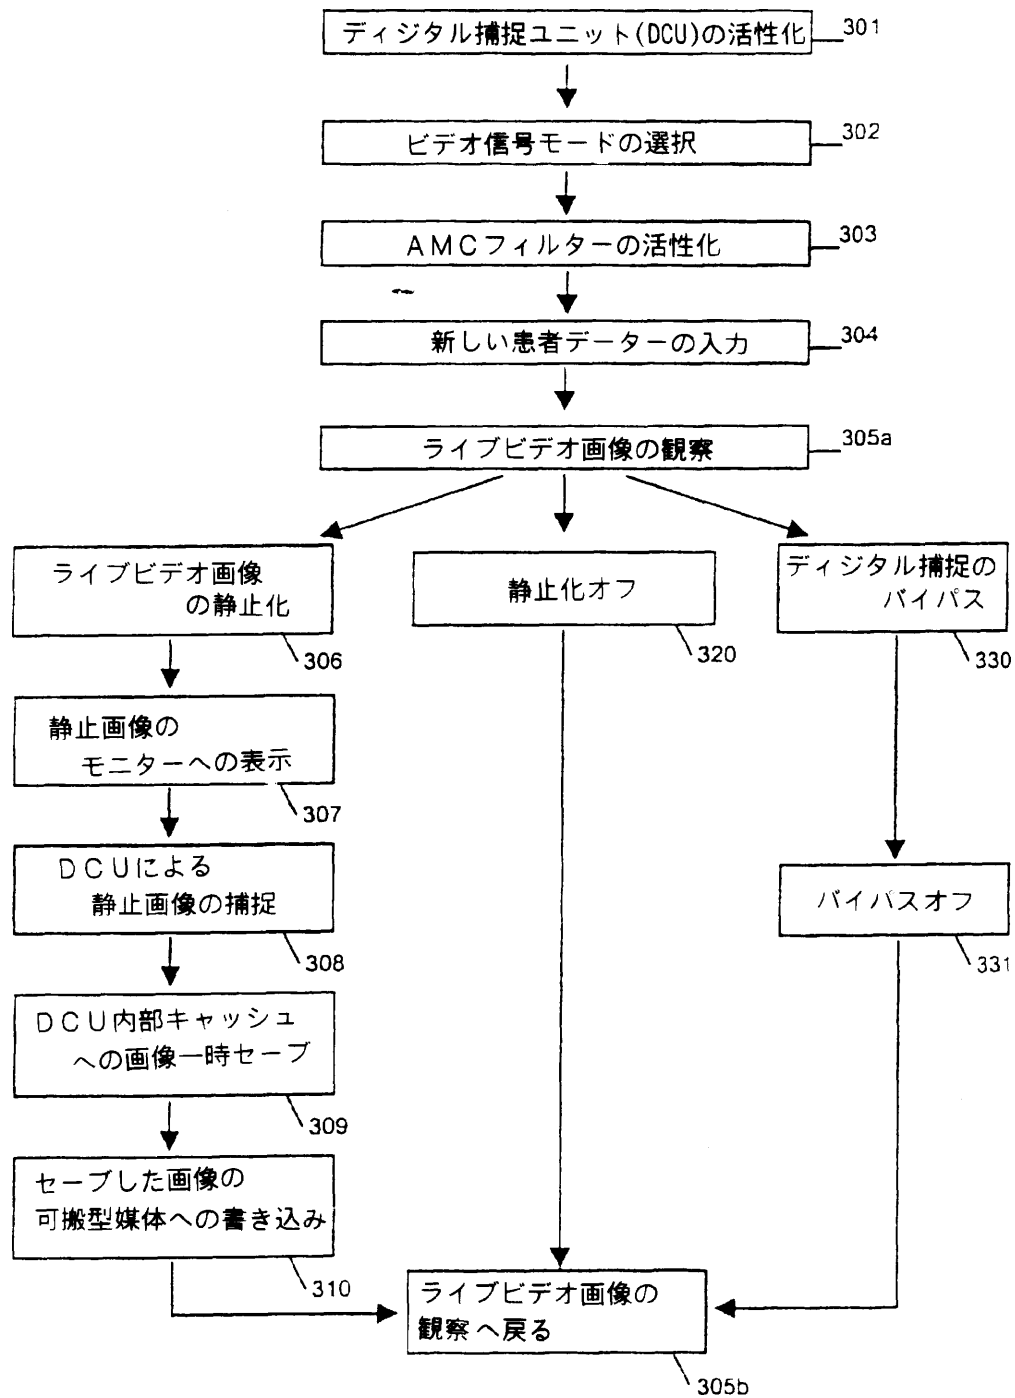 ディジタル捕捉ユニット(DCU)の活性化
301
ビデオ信号モードの選択
302
AMCフィルターの活性化
303
新しい患者データーの入力
304
ライブビデオ画像の観察
305a
ライブビデオ画像
の静止化
306
静止化オフ
320
ディジタル捕捉の
バイパス
330
静止画像の
モニターへの表示
307
DCUによる
静止画像の捕捉
308
バイパスオフ
331
DCU内部キャッシュ
への画像一時セーブ
309
セーブした画像の
可搬型媒体への書き込み
310
ライブビデオ画像の
観察へ戻る
305b